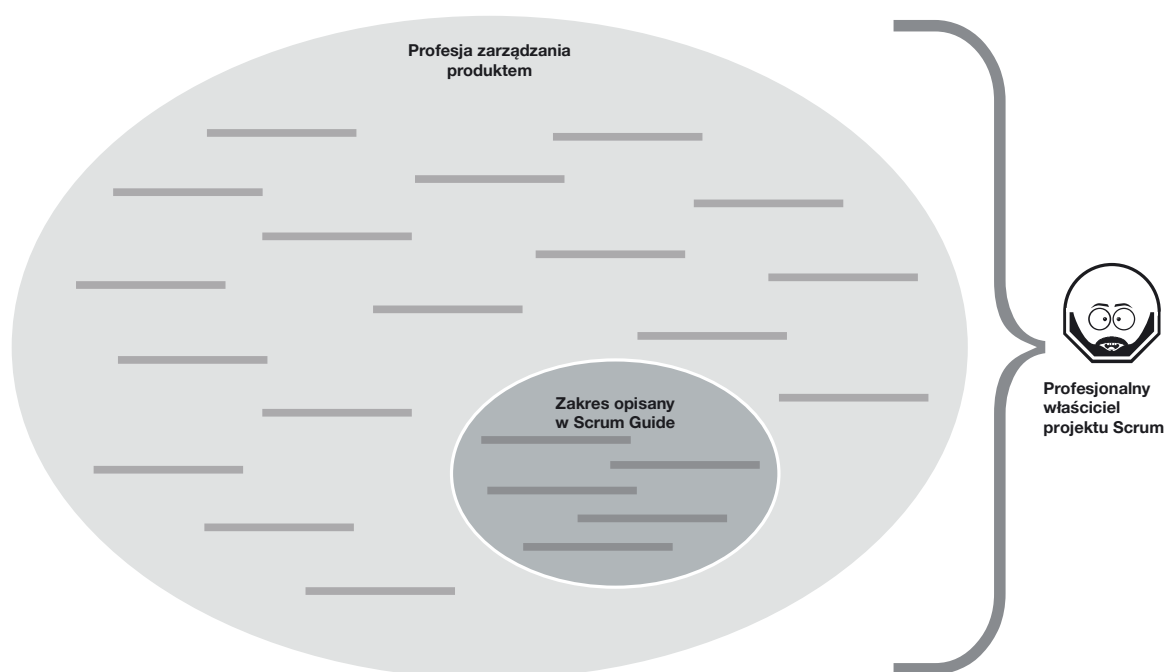 Profesja zarządzania
produktem
Zakres opisany
w Scrum Guide
Profesjonalny
właściciel
projektu Scrum